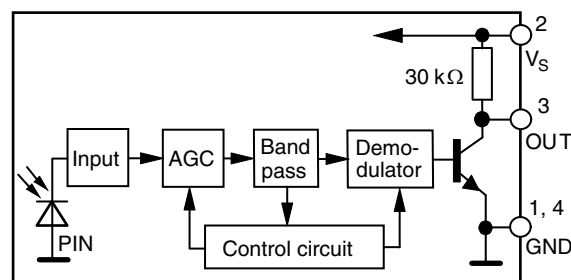 2
V_S
30 kΩ
3
OUT
Input
AGC
Band
pass
Demo-
dulator
1, 4
GND
PIN
Control circuit